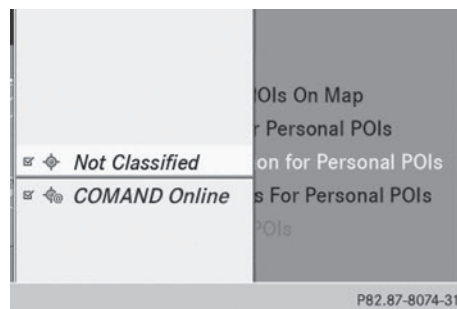 POIs On Map
r Personal POIs
Not Classified
on for Personal POIs
COMAND Online
s For Personal POIs
POIs
P82.87-8074-31